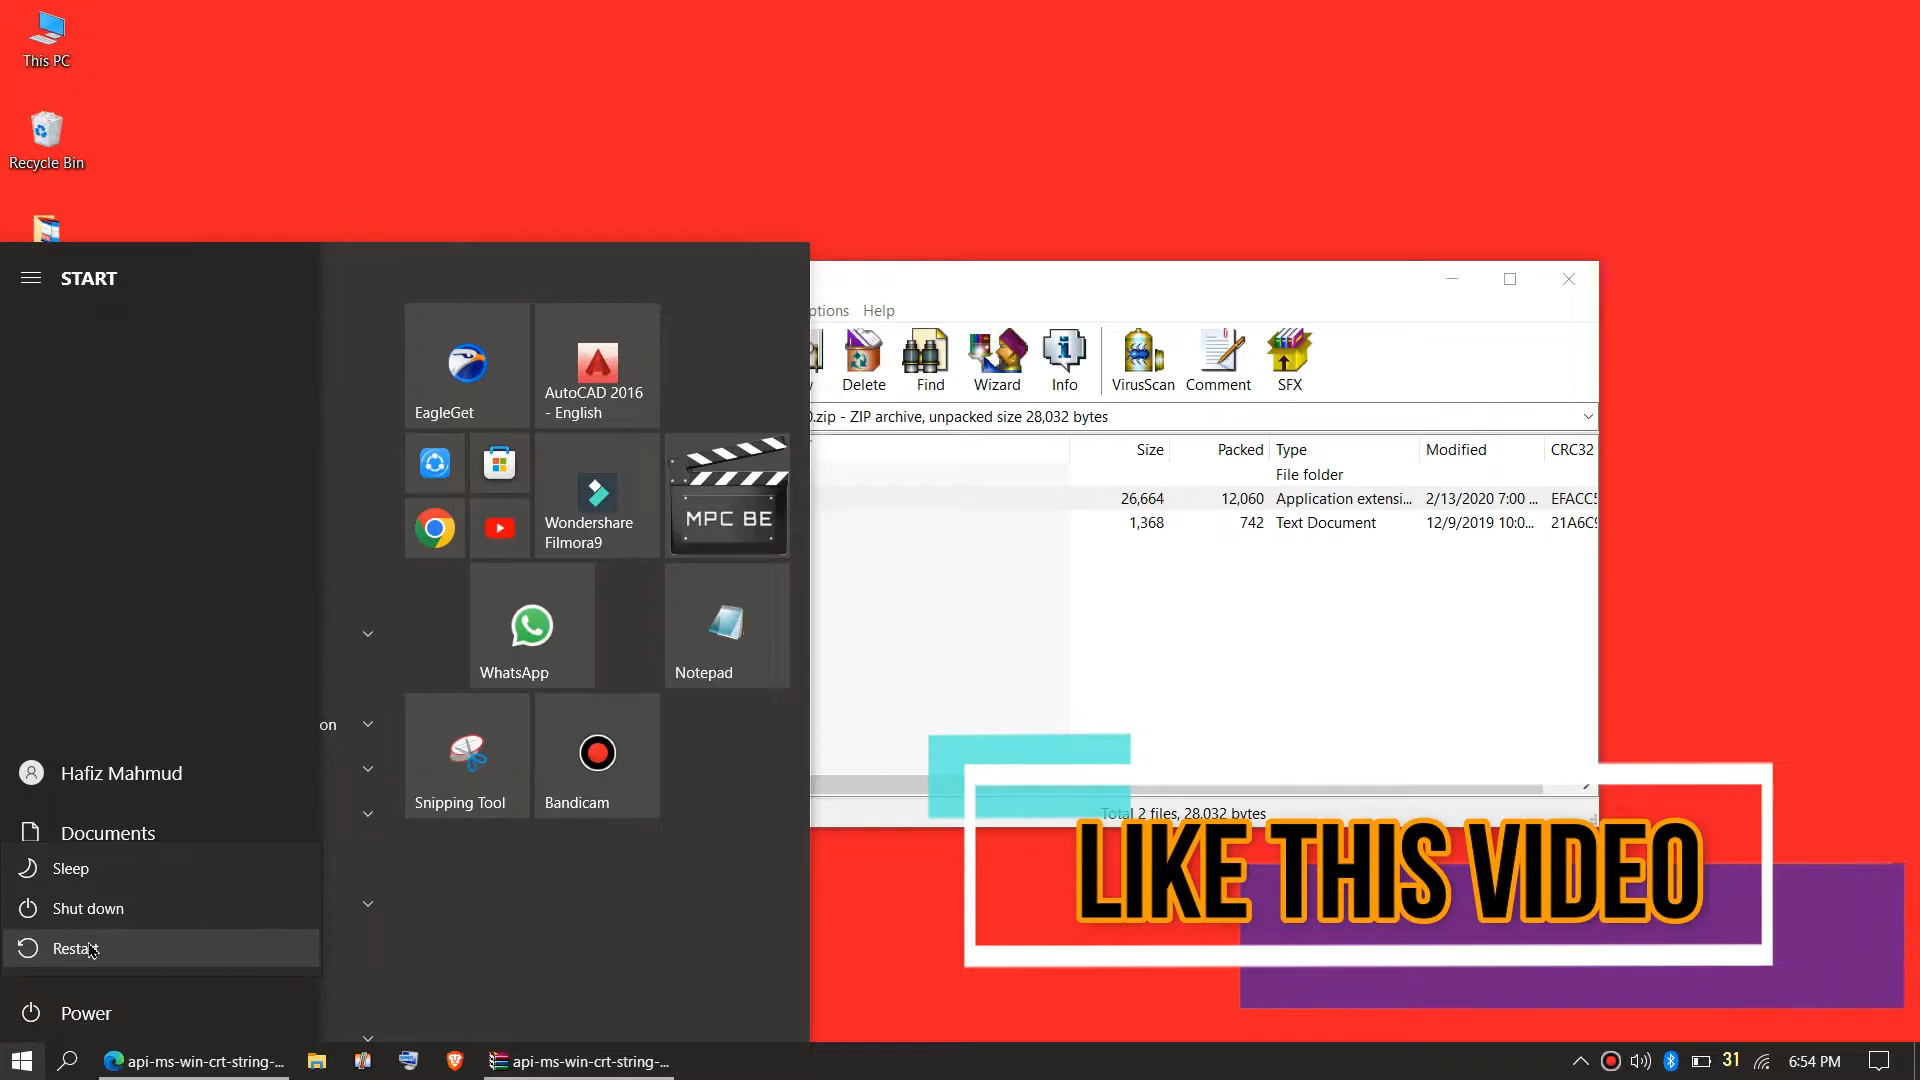 This PC
Recycle Bin
START
EagleGet
AutoCAD 2016
- English
Wondershare
Filmora9
MPC BE
WhatsApp
Notepad
on
Snipping Tool
Bandicam
Hafiz Mahmud
Documents
Sleep
Shut down
Restart
Power
ptions Help
Delete Find Wizard Info VirusScan Comment SFX
.zip - ZIP archive, unpacked size 28,032 bytes
Size Packed Type Modified CRC32
File folder
26,664 12,060 Application extensi... 2/13/2020 7:00 ... EFACC5
1,368 742 Text Document 12/9/2019 10:0... 21A6C9
Total 2 files, 28,032 bytes
LIKE THIS VIDEO
api-ms-win-crt-string-... api-ms-win-crt-string-... 31 6:54 PM